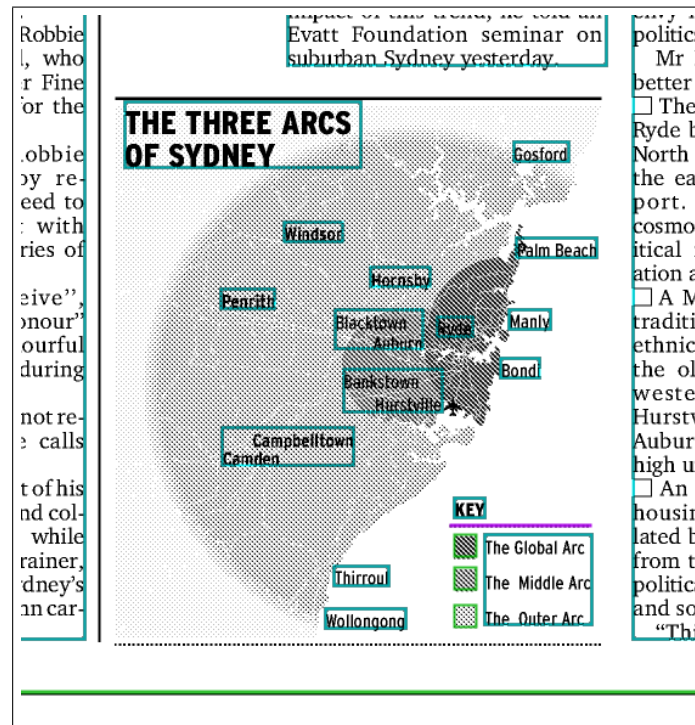 Robbie
, who
r Fine
for the
obbie
by re-
eed to
with
ries of
eive”,
onour”
ourful
during
not re-
e calls
t of his
nd col-
while
rainer,
ydney's
nn car-
impact of this trend, he told an
Evatt Foundation seminar on
suburban Sydney yesterday.
THE THREE ARCS
OF SYDNEY
Gosford
Windsor
Palm Beach
Hornsby
Penrith
Blacktown
Ryde
Manly
Auburn
Bondi
Bankstown
Hurstville
Campbelltown
Camden
KEY
The Global Arc
The Middle Arc
The Outer Arc
Thirroul
Wollongong
politics
Mr
better
The
Ryde b
North
the ea
port.
cosmo
itical
ation a
A M
traditi
ethnic
the ol
weste
Hurstv
Aubur
high u
An
housin
lated b
from t
politic
and so
“Thi